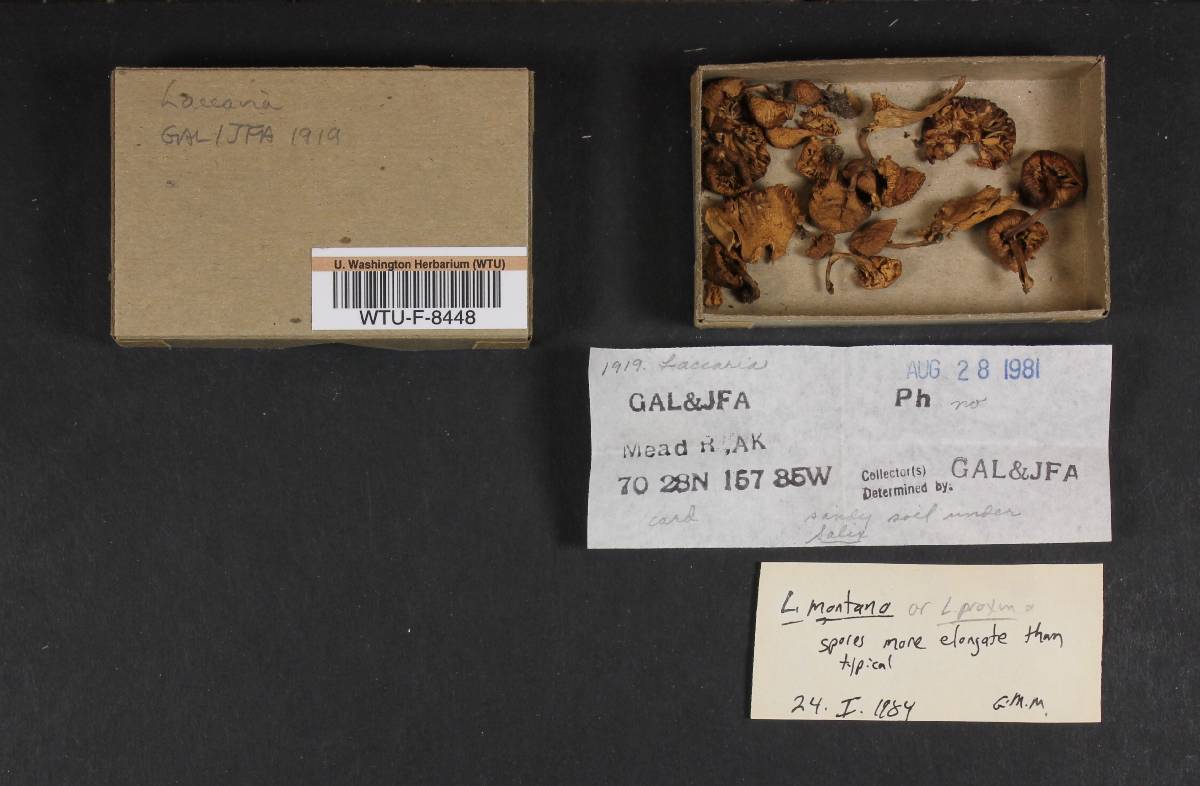 Laccaria
GAL/JFA 1919
U. Washington Herbarium (WTU)
WTU-F-8448
1919. Laccaria
AUG 28 1981
GAL&JFA
Ph no
Mead R.,AK
70 28N 157 35W
Collector(s)
Determined by: GAL&JFA
card
sandy soil under
Salix
L. montana or L. proxima
spores more elongate than
typical
24. I. 1984 G.M.M.